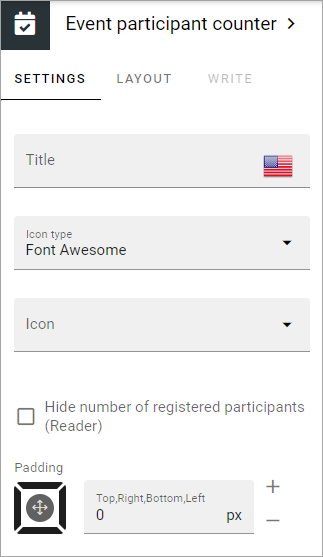 Event participant counter
SETTINGS LAYOUT WRITE
Title
Icon type
Font Awesome
Icon
Hide number of registered participants
(Reader)
Padding
Top,Right,Bottom,Left
0 px